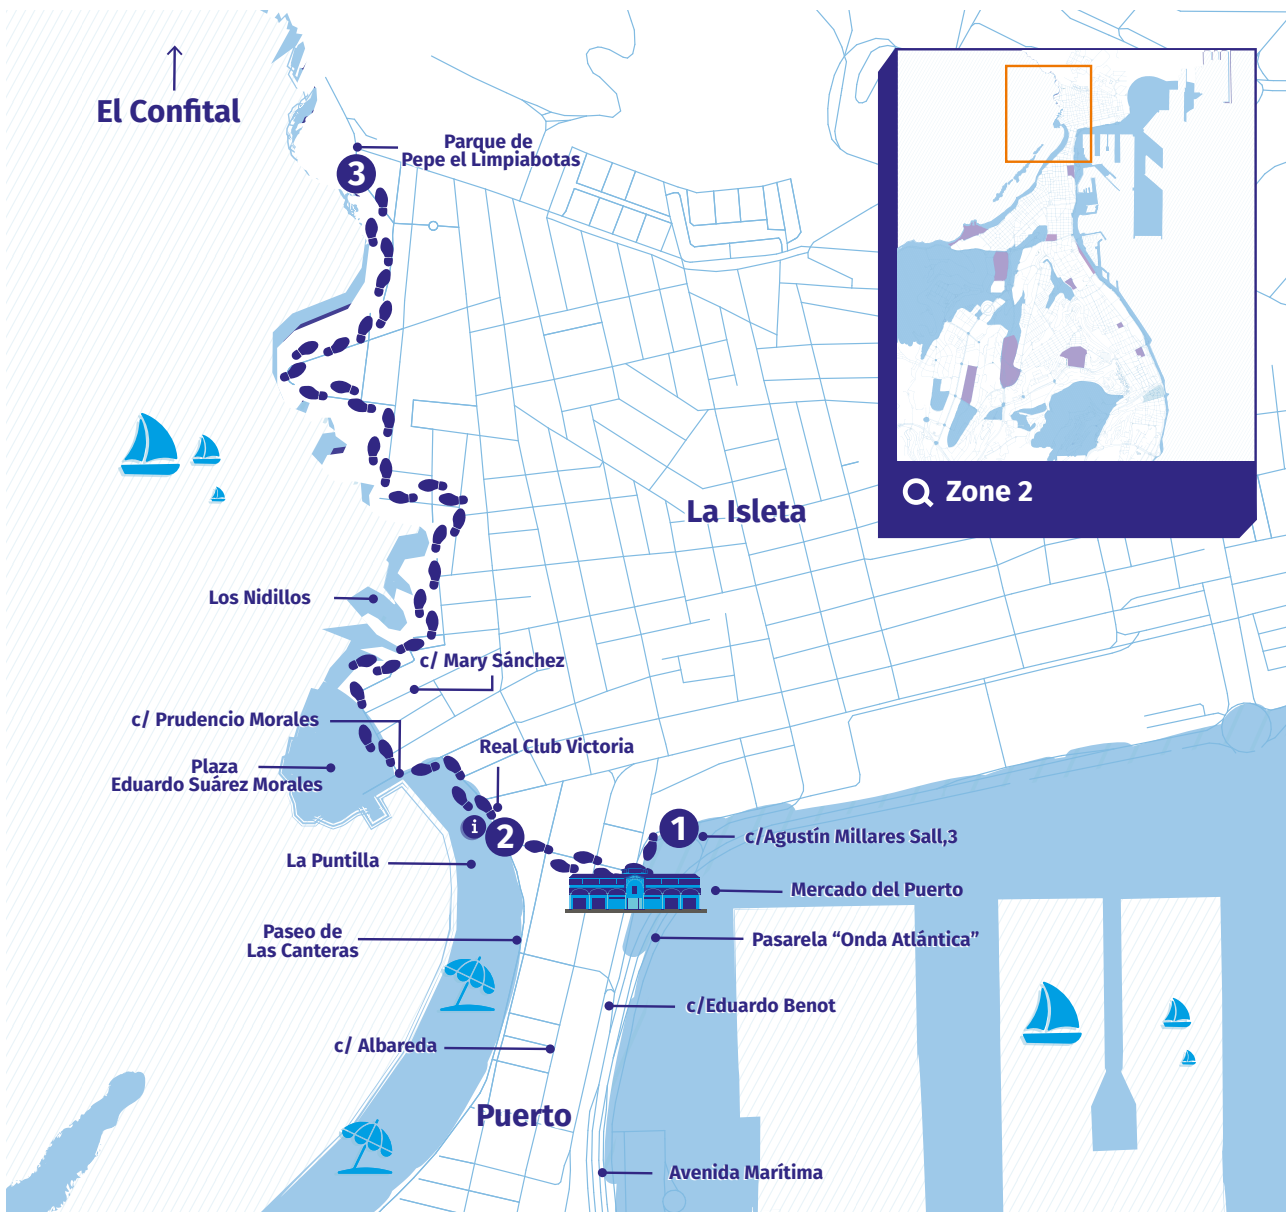 El Confital
Parque de
Pepe el Limpiabotas
3
Zone 2
La Isleta
Los Nidillos
c/ Mary Sánchez
c/ Prudencio Morales
Real Club Victoria
Plaza
Eduardo Suárez Morales
i
2
1
c/Agustín Millares Sall,3
La Puntilla
Mercado del Puerto
Paseo de
Las Canteras
Pasarela “Onda Atlántica”
c/Eduardo Benot
c/ Albareda
Puerto
Avenida Marítima